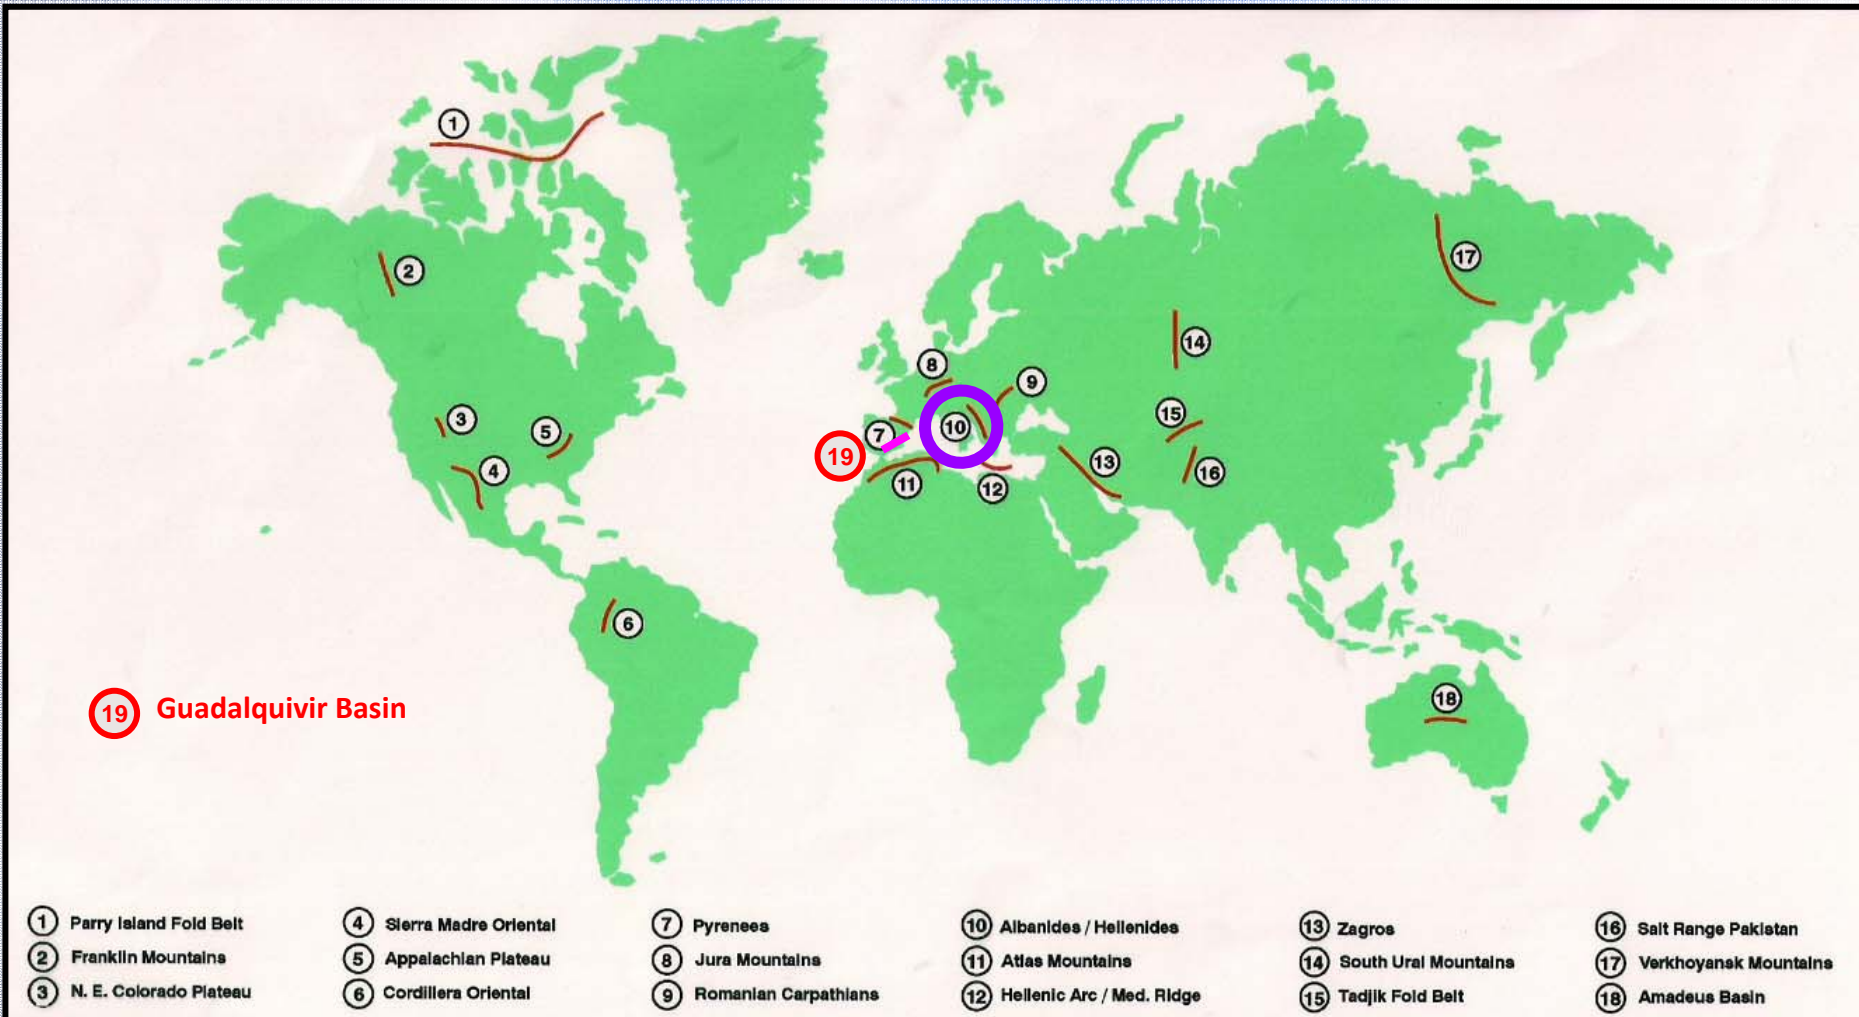 1
2
17
14
8
9
3
15
5
7
10
19
13
4
16
11
12
6
18
19 Guadalquivir Basin
1 Parry Island Fold Belt
2 Franklin Mountains
3 N. E. Colorado Plateau
4 Sierra Madre Oriental
5 Appalachian Plateau
6 Cordillera Oriental
7 Pyrenees
8 Jura Mountains
9 Romanian Carpathians
10 Albanides / Hellenides
11 Atlas Mountains
12 Hellenic Arc / Med. Ridge
13 Zagros
14 South Ural Mountains
15 Tadjik Fold Belt
16 Salt Range Pakistan
17 Verkhoyansk Mountains
18 Amadeus Basin